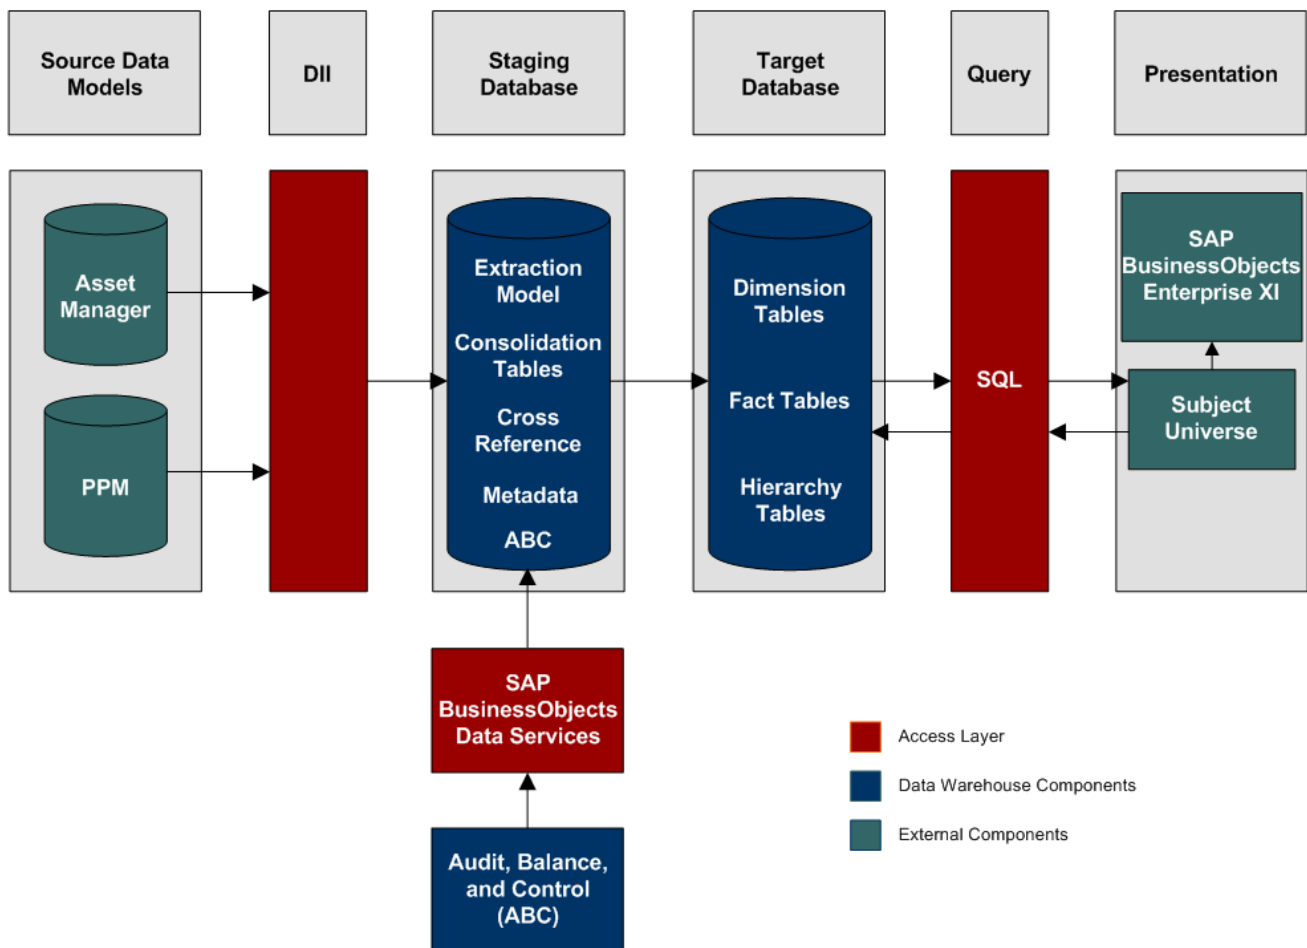 Source Data
Models
DII
Staging
Database
Target
Database
Query
Presentation
Asset
Manager
PPM
Extraction
Model
Consolidation
Tables
Cross
Reference
Metadata
ABC
Dimension
Tables
Fact Tables
Hierarchy
Tables
SQL
SAP
BusinessObjects
Enterprise XI
Subject
Universe
SAP
BusinessObjects
Data Services
Audit, Balance,
and Control
(ABC)
Access Layer
Data Warehouse Components
External Components